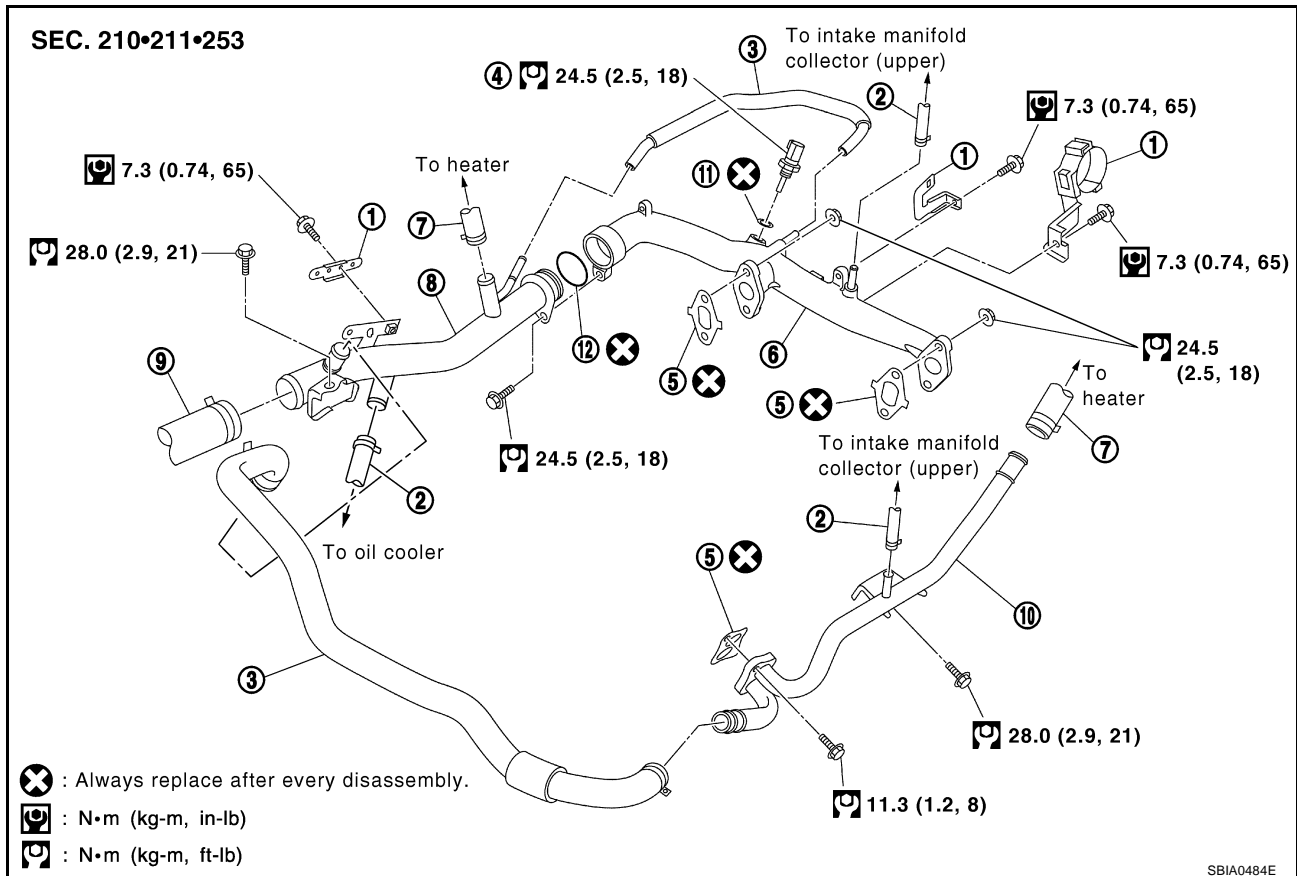 SEC. 210•211•253
To intake manifold
collector (upper)
③
④ 24.5 (2.5, 18)
②
7.3 (0.74, 65)
①
①
7.3 (0.74, 65)
To heater
⑪
①
⑦
28.0 (2.9, 21)
7.3 (0.74, 65)
⑧
⑫
⑥
24.5
(2.5, 18)
⑨
⑤
⑤
To
heater
24.5 (2.5, 18)
To intake manifold
collector (upper)
⑦
②
②
To oil cooler
⑤
⑩
③
28.0 (2.9, 21)
: Always replace after every disassembly.
11.3 (1.2, 8)
: N•m (kg-m, in-lb)
: N•m (kg-m, ft-lb)
SBIA0484E